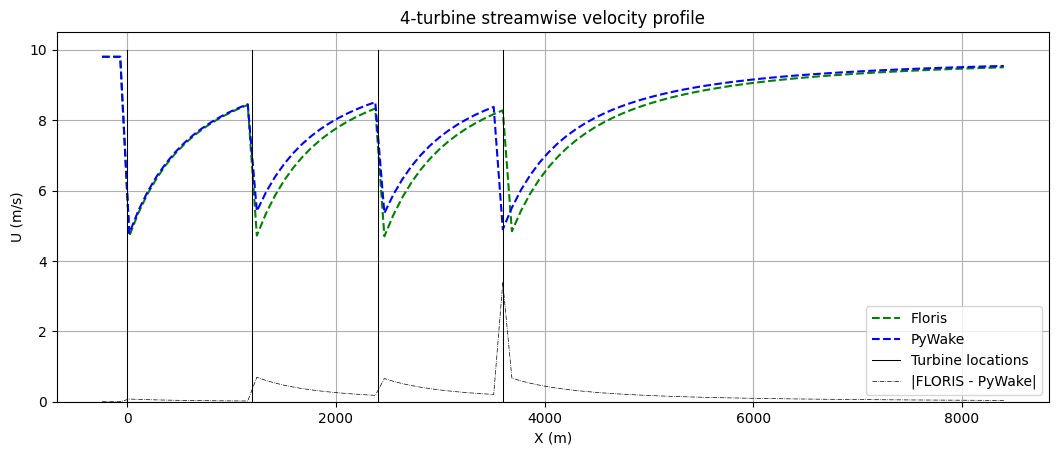 4-turbine streamwise velocity profile
10
8
6
4
2
0
U (m/s)
Floris
PyWake
Turbine locations
|FLORIS - PyWake|
0 2000 4000 6000 8000
X (m)